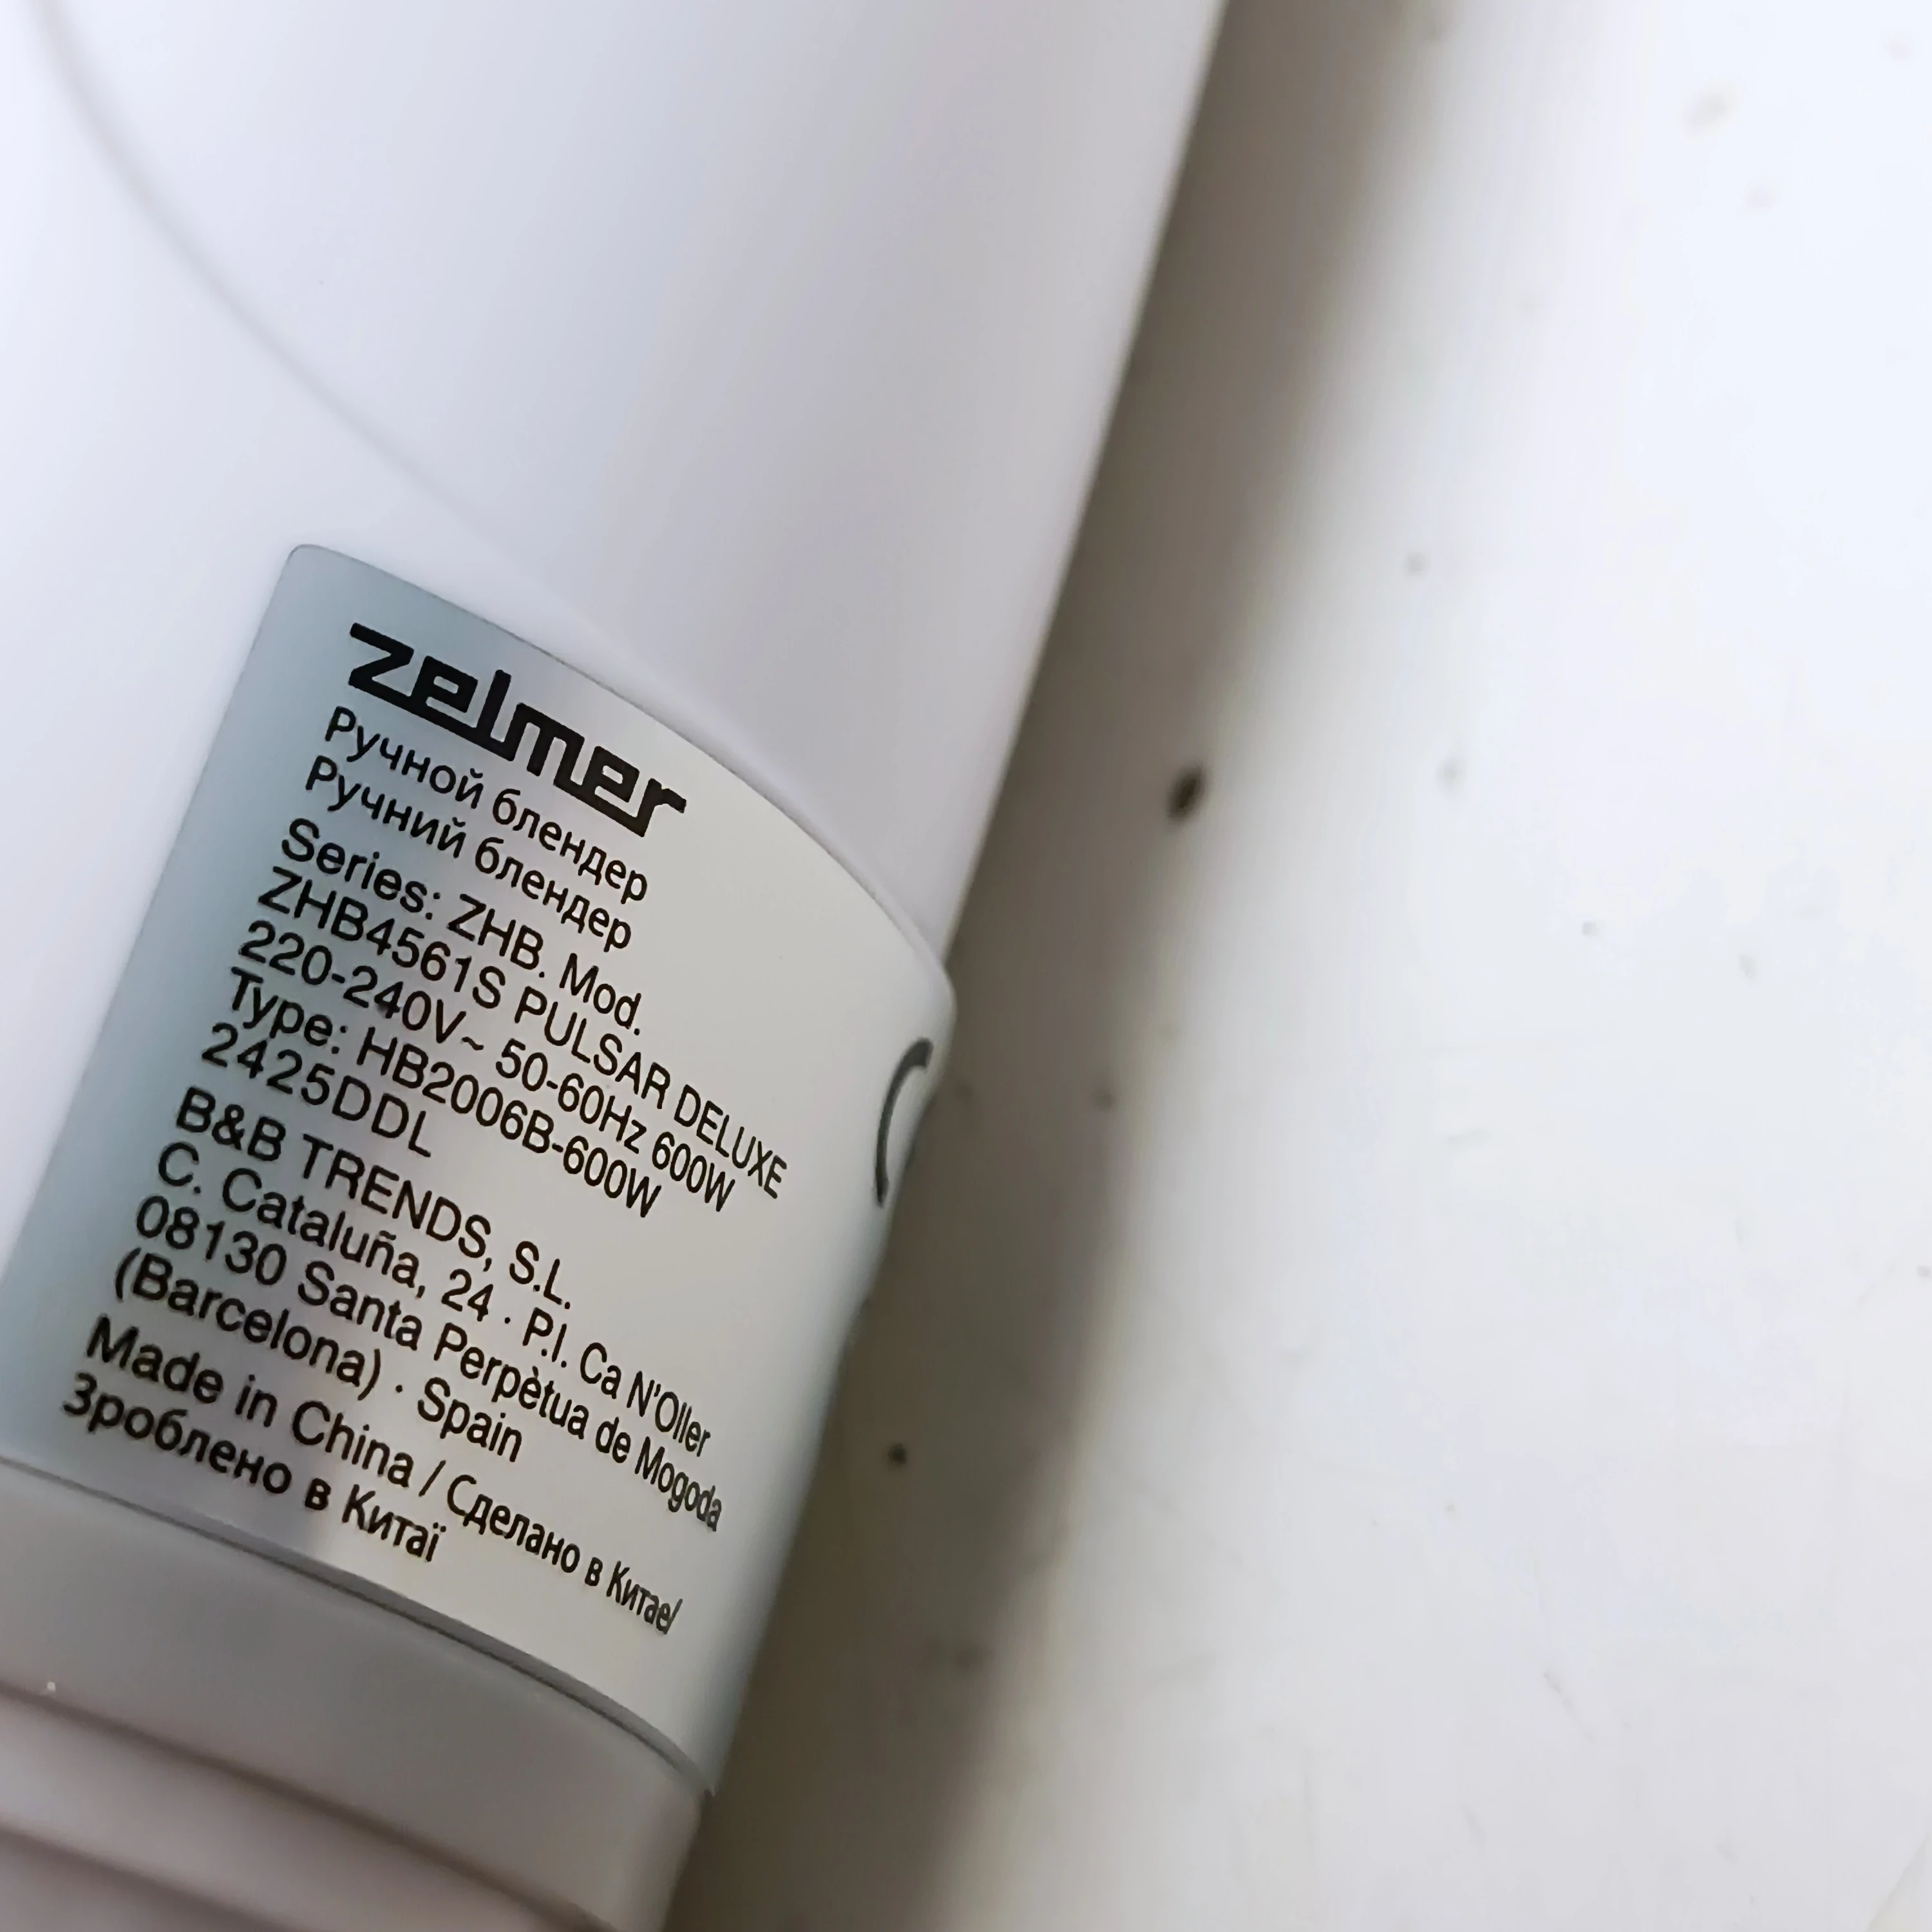 zelmer
Ручной блендер
Ручний блендер
Series: ZHB. Mod.
ZHB4561S PULSAR DELUXE
220-240V~ 50-60Hz 600W
Type: HB2006B-600W
2425DDL
B&B TRENDS, S.L.
C. Cataluña, 24 · P.I. Ca N'Oller
08130 Santa Perpètua de Mogoda
(Barcelona) · Spain
Made in China / Сделано в Китае/
Зроблено в Китаї